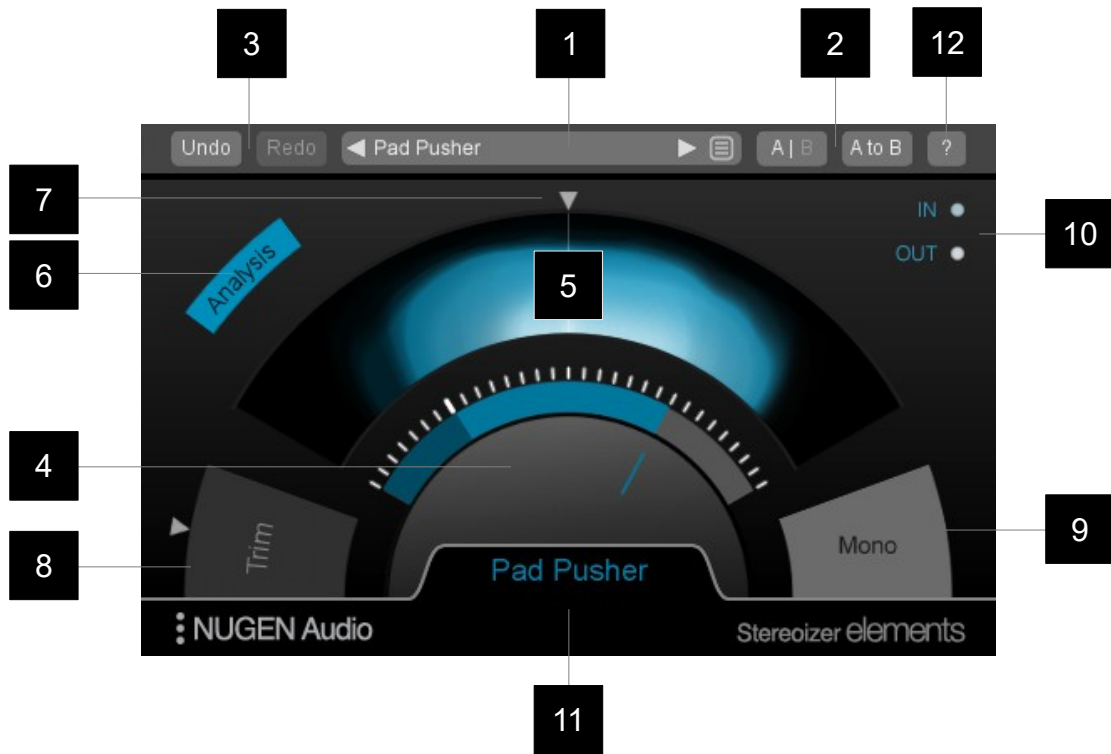 3 1 2 12
Undo Redo Pad Pusher A | B A to B ?
7
IN
10
OUT
6
Analysis
5
4
8
Trim
Mono
9
Pad Pusher
NUGEN Audio
Stereoizer elements
11